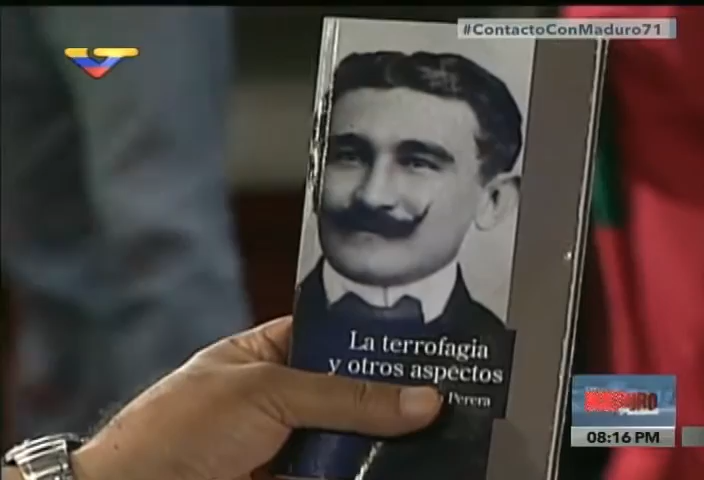 #ContactoConMaduro71
La terrofagia
y otros aspectos
Perera
08:16 PM